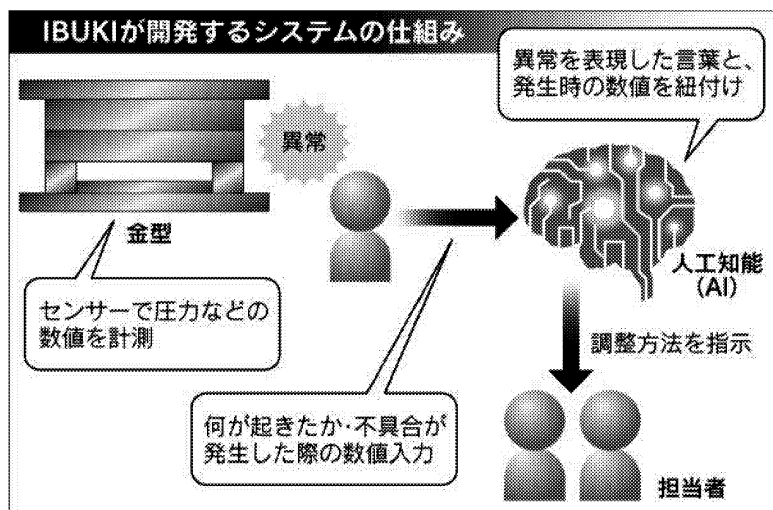 IBUKIが開発するシステムの仕組み
異常を表現した言葉と、
発生時の数値を紐付け
異常
金型
人工知能
(AI)
センサーで圧力などの
数値を計測
調整方法を指示
何が起きたか・不具合が
発生した際の数値入力
担当者